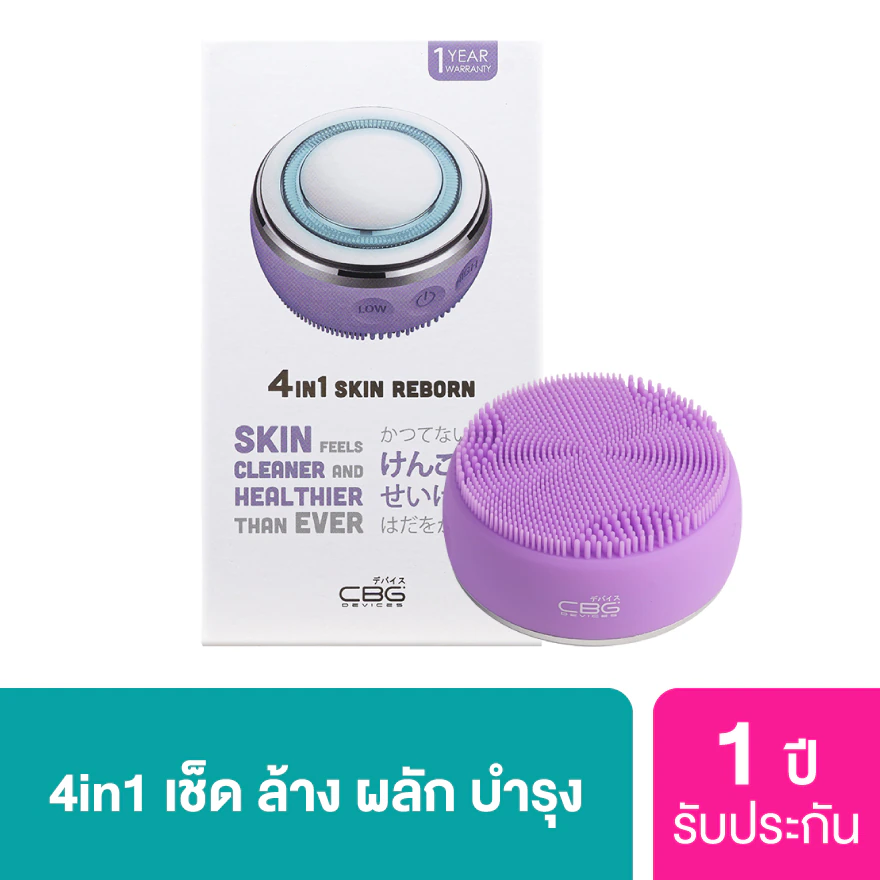 1 YEAR
WARRANTY
LOW
4IN1 SKIN REBORN
SKIN FEELS
CLEANER AND
HEALTHIER
THAN EVER
かつてない
けんこ
せいけ
はだをか
デバイス
CBG
DEVICES
デバイス
CBG
DEVICES
4in1 เช็ด ล้าง ผลัก บำรุง
1 ปี
รับประกัน